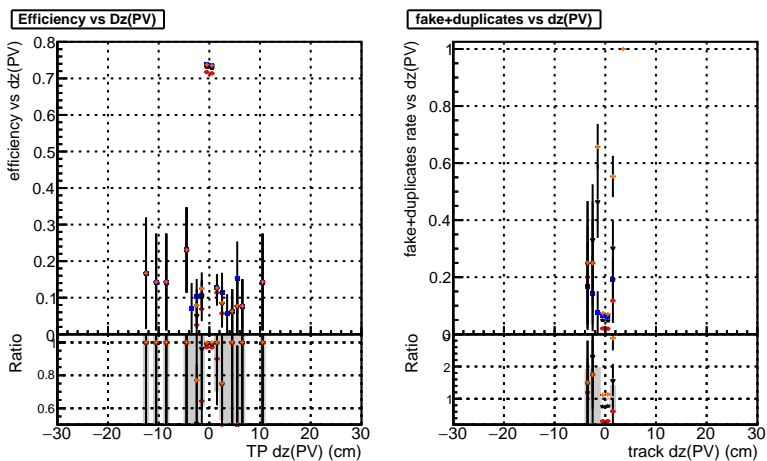 Efficiency vs Dz(PV)
efficiency vs dz(PV)
0.8
0.7
0.6
0.5
0.4
0.3
0.2
0.1
0
Ratio
1
0.8
0.6
−30 −20 −10 0 10 20 30
TP dz(PV) (cm)
fake+duplicates vs dz(PV)
fake+duplicates rate vs dz(PV)
1
0.8
0.6
0.4
0.2
0
Ratio
2
1
−30 −20 −10 0 10 20 30
track dz(PV) (cm)